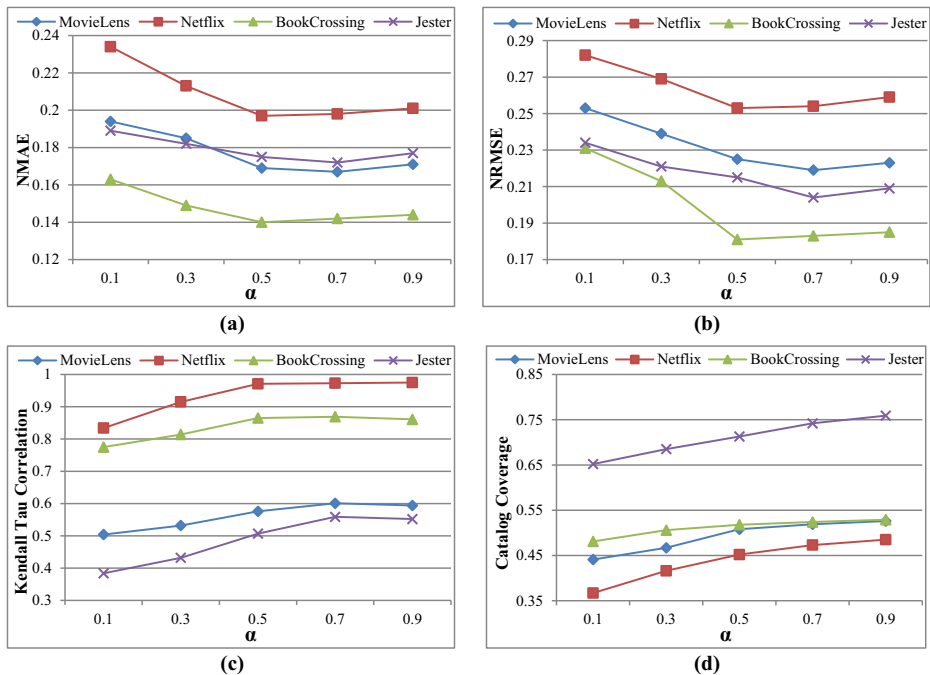 MovieLens Netflix BookCrossing Jester
0.24
0.22
0.2
0.18
0.16
0.14
0.12
NMAE
0.1 0.3 0.5 0.7 0.9
α
(a)
MovieLens Netflix BookCrossing Jester
0.29
0.27
0.25
0.23
0.21
0.19
0.17
NRMSE
0.1 0.3 0.5 0.7 0.9
α
(b)
MovieLens Netflix BookCrossing Jester
1
0.9
0.8
0.7
0.6
0.5
0.4
0.3
Kendall Tau Correlation
0.1 0.3 0.5 0.7 0.9
α
(c)
MovieLens Netflix BookCrossing Jester
0.85
0.75
0.65
0.55
0.45
0.35
Catalog Coverage
0.1 0.3 0.5 0.7 0.9
α
(d)